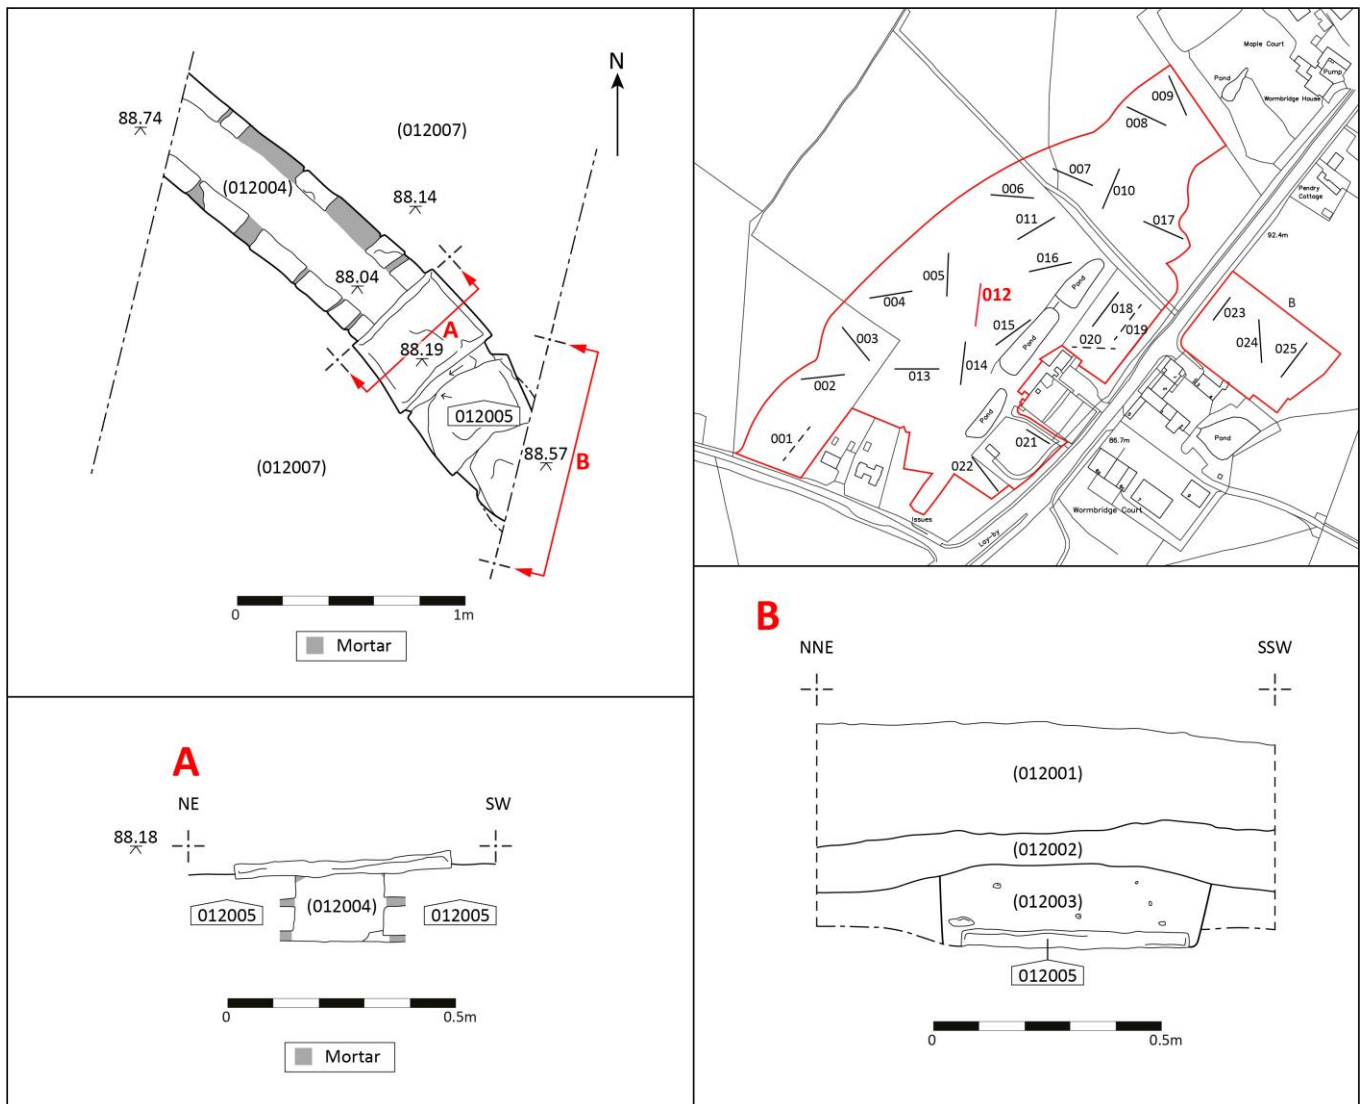 N
88.74
(012007)
(012004)
88.14
88.04
A
88.19
012005
88.57
B
(012007)
0 1m
Mortar
Maple Court
Pond
Pump
Wormbridge House
009
008
007
010
006
011
017
Pendry Cottage
92.4m
005
016
004
012
Pond
018
019
015
020
B
023
024
025
003
Pond
014
002
013
Pond
001
021
86.7m
Pond
022
Wormbridge Court
Issues
Lay-by
A
NE SW
88.18
012005 (012004) 012005
0 0.5m
Mortar
B
NNE SSW
(012001)
(012002)
(012003)
012005
0 0.5m